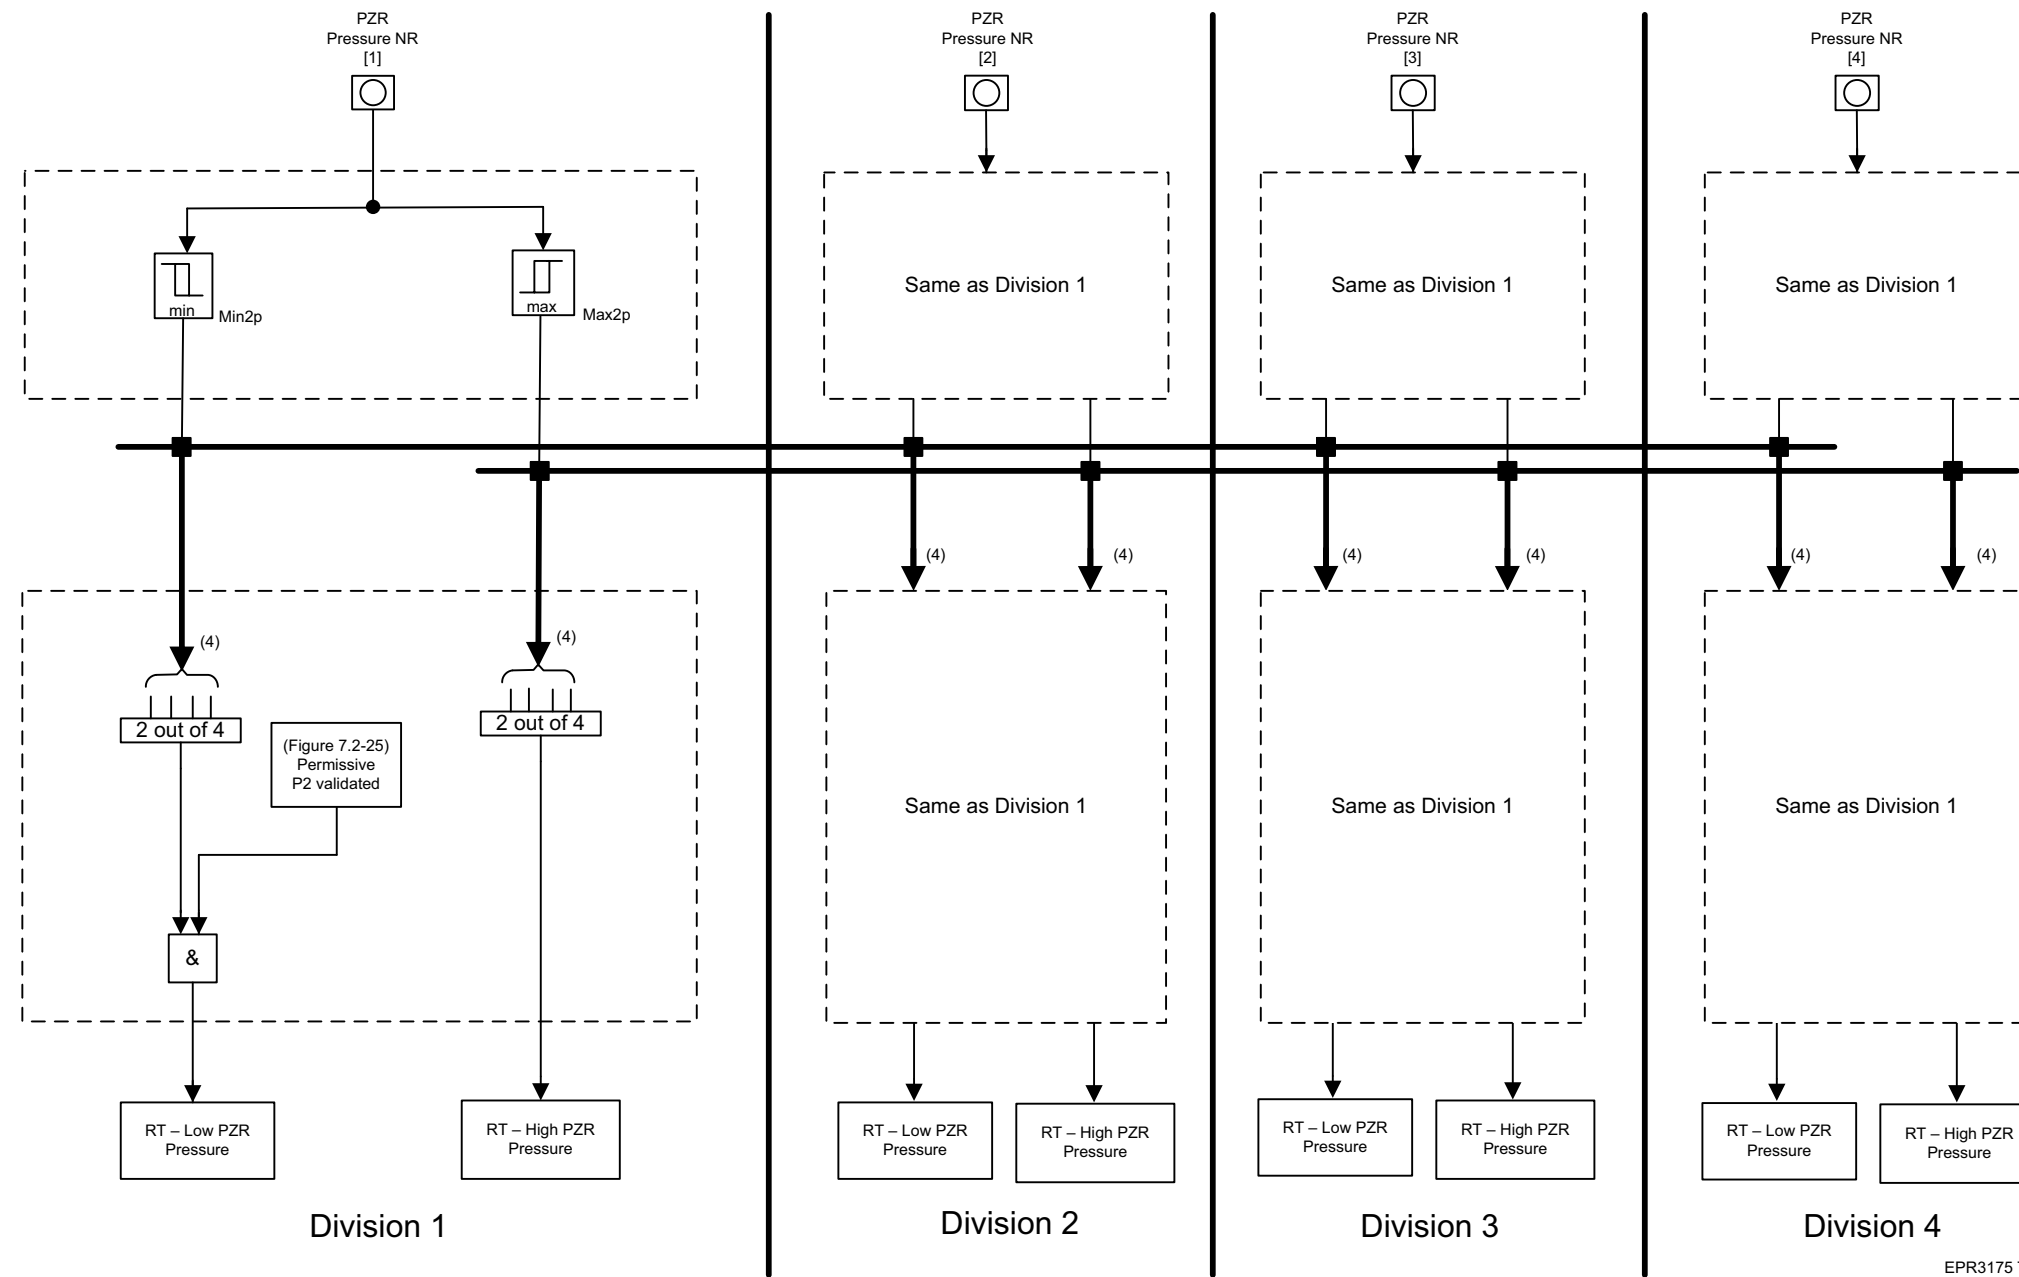 PZR
Pressure NR
[1]
PZR
Pressure NR
[2]
PZR
Pressure NR
[3]
PZR
Pressure NR
[4]
min
Min2p
max
Max2p
Same as Division 1
Same as Division 1
Same as Division 1
(4)
(4)
(4)
(4)
(4)
(4)
(4)
(4)
2 out of 4
2 out of 4
(Figure 7.2-25)
Permissive
P2 validated
&
Same as Division 1
Same as Division 1
Same as Division 1
RT – Low PZR
Pressure
RT – High PZR
Pressure
RT – Low PZR
Pressure
RT – High PZR
Pressure
RT – Low PZR
Pressure
RT – High PZR
Pressure
RT – Low PZR
Pressure
RT – High PZR
Pressure
Division 1
Division 2
Division 3
Division 4
EPR3175